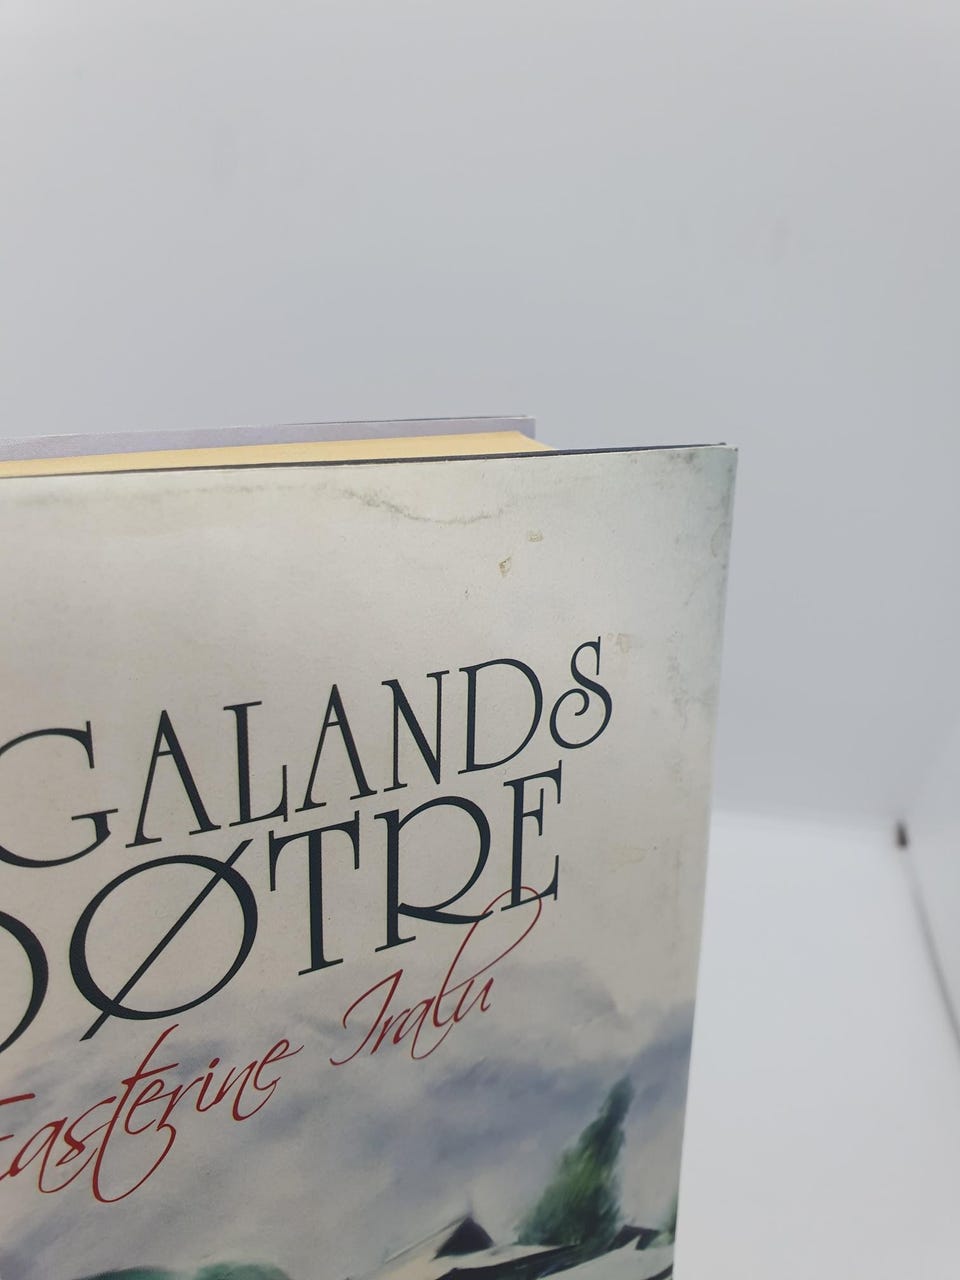 GALANDS
DØTRE
Easterine Iralu